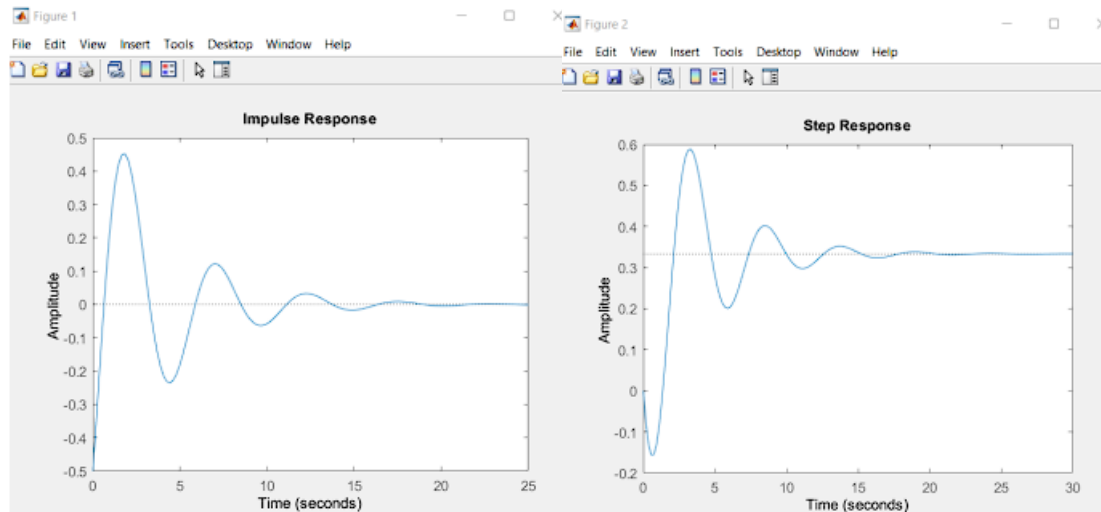 Figure 1
File Edit View Insert Tools Desktop Window Help
Impulse Response
0.5
0.4
0.3
0.2
0.1
0
-0.1
-0.2
-0.3
-0.4
-0.5
Amplitude
0 5 10 15 20 25
Time (seconds)
Figure 2
File Edit View Insert Tools Desktop Window Help
Step Response
0.6
0.5
0.4
0.3
0.2
0.1
0
-0.1
-0.2
Amplitude
0 5 10 15 20 25 30
Time (seconds)